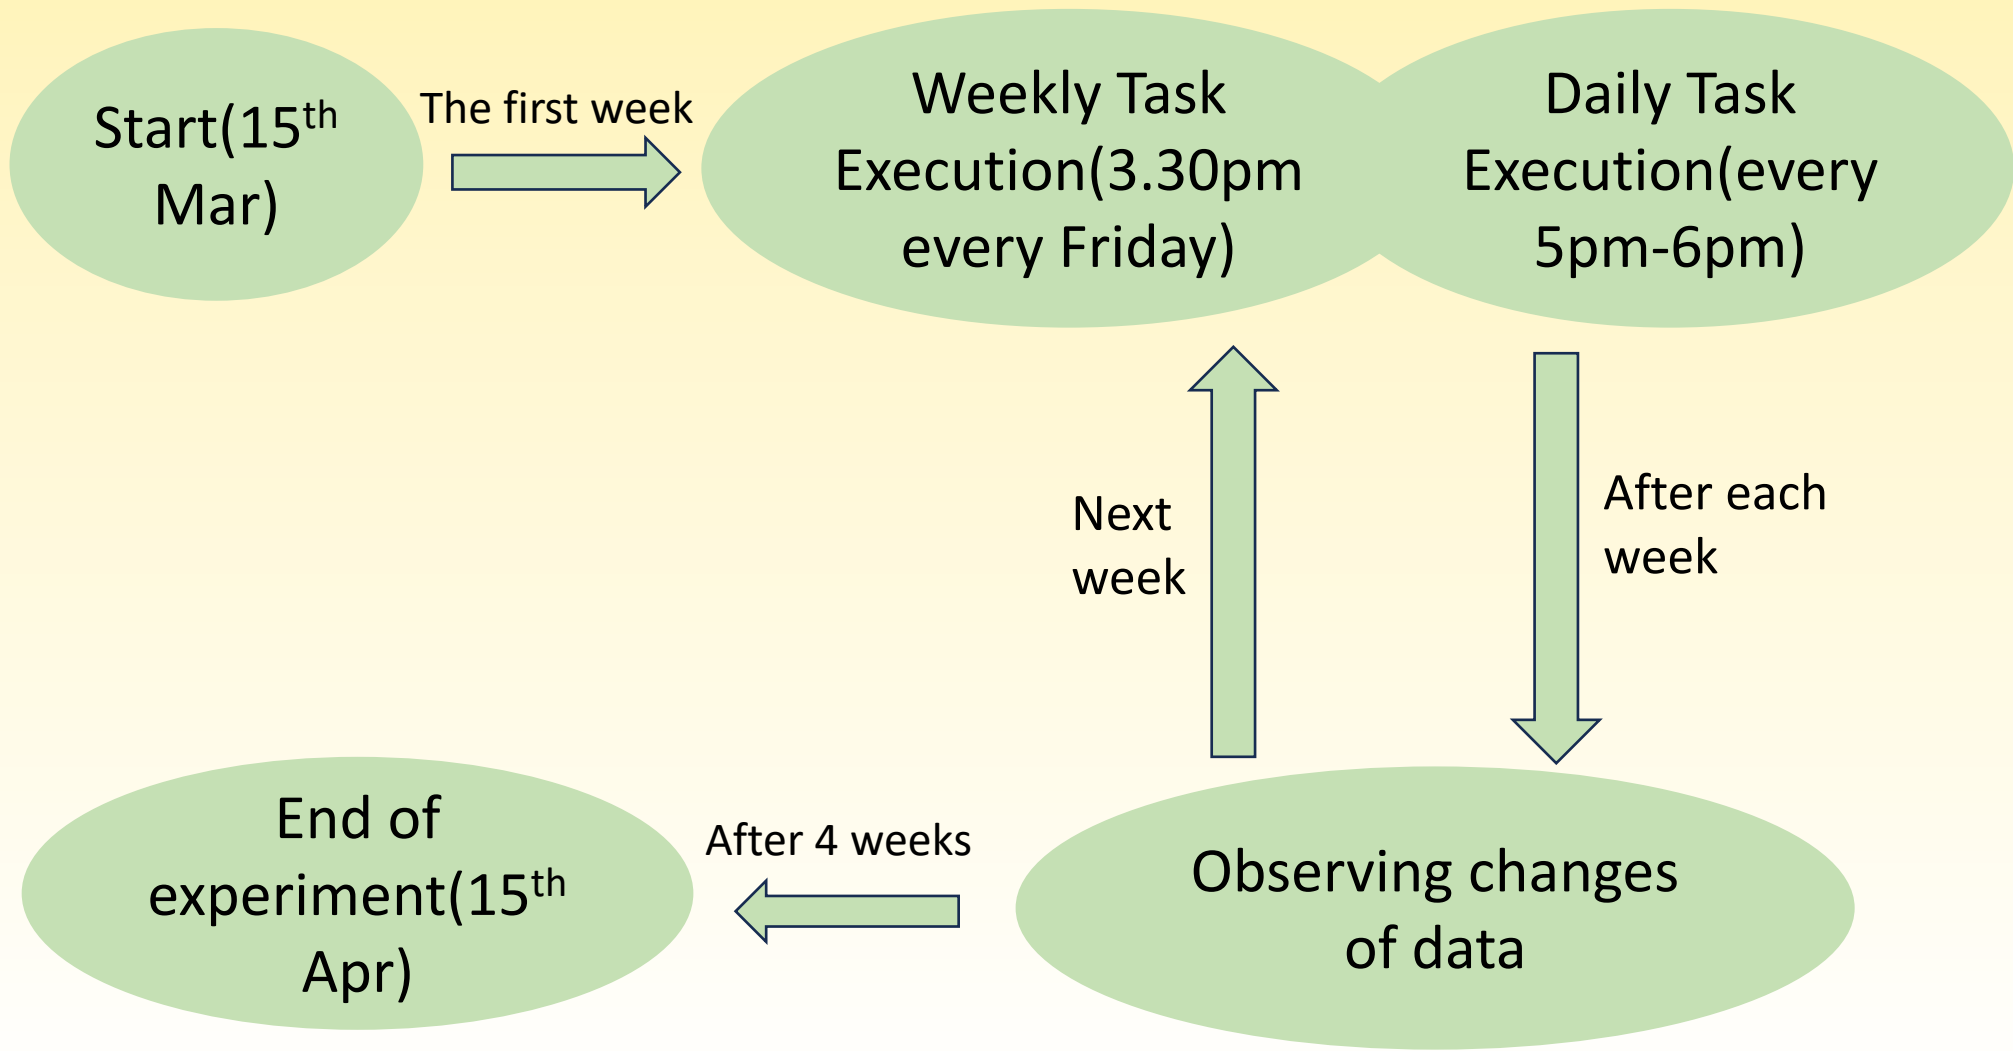 Start(15th
Mar)
The first week
Weekly Task
Execution(3.30pm
every Friday)
Daily Task
Execution(every
5pm-6pm)
Next
week
After each
week
End of
experiment(15th
Apr)
After 4 weeks
Observing changes
of data